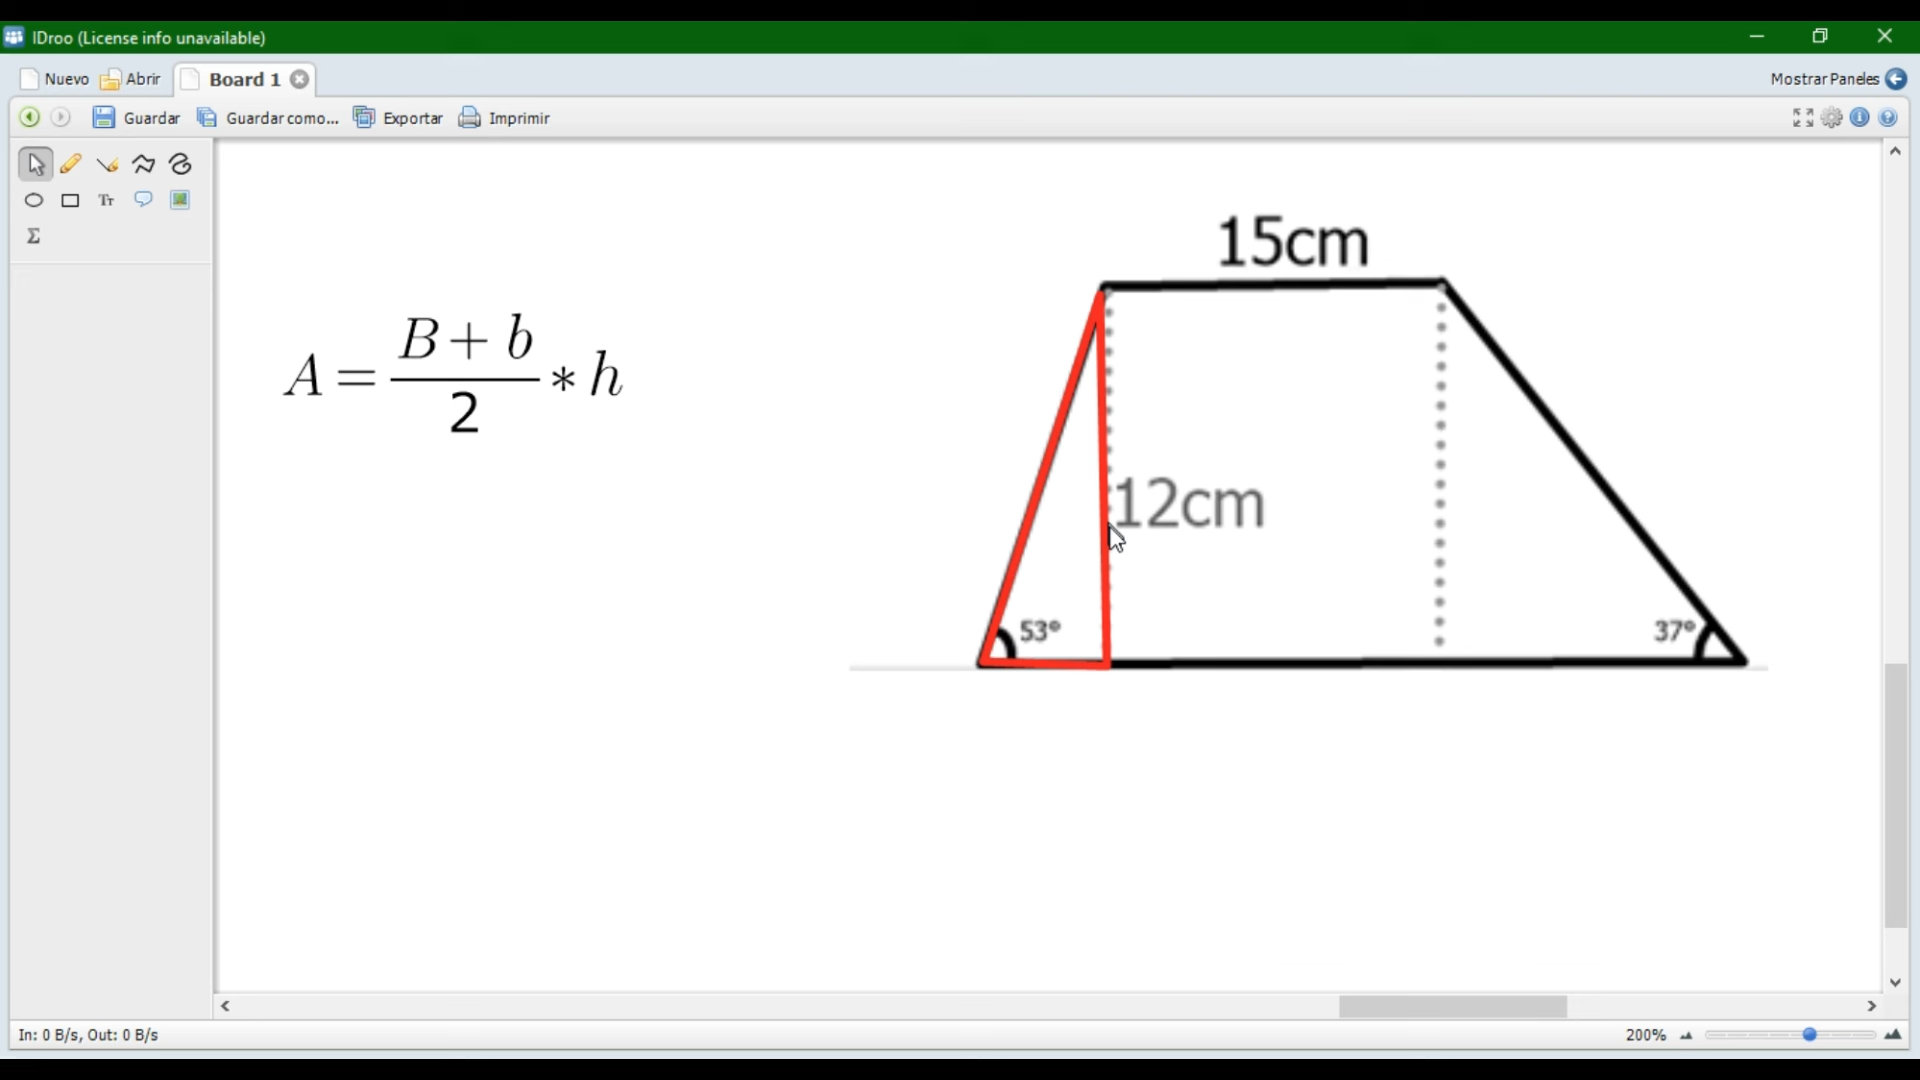 IDroo (License info unavailable)
Nuevo Abrir Board 1 Mostrar Paneles
Guardar Guardar como... Exportar Imprimir
Tт
Σ
15cm
A = B + b / 2 * h
12cm
53° 37°
In: 0 B/s, Out: 0 B/s 200%